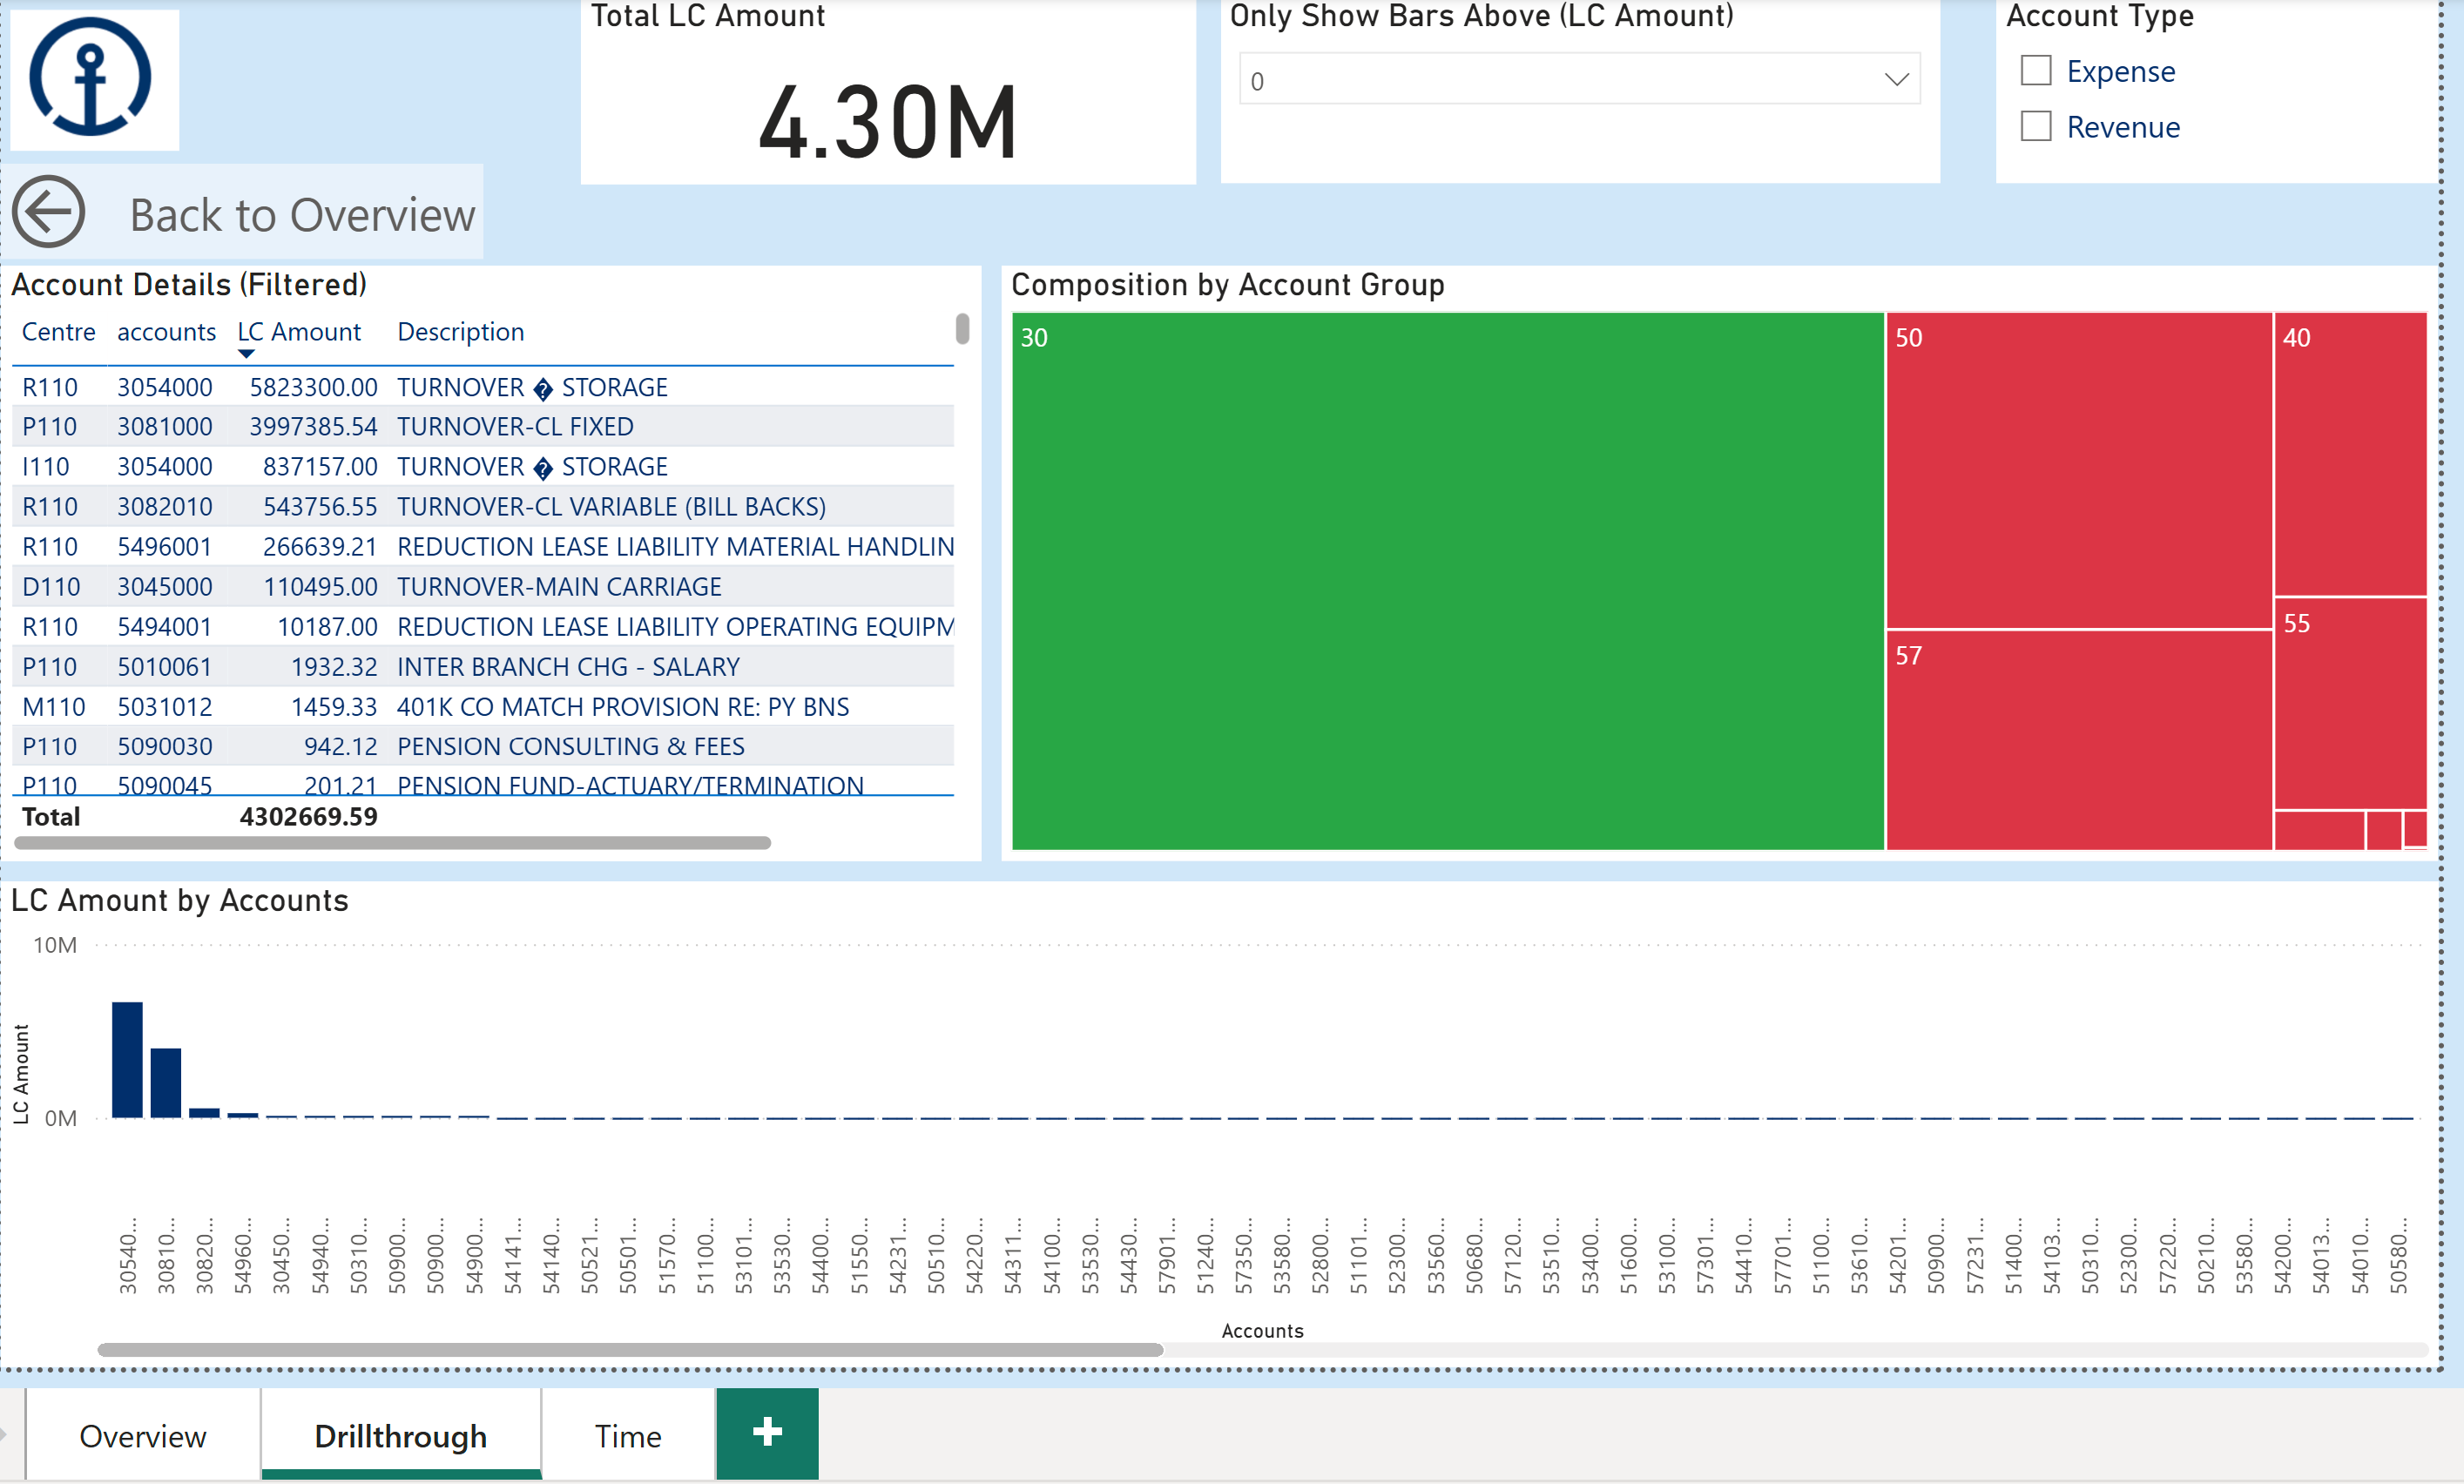 Total LC Amount
4.30M
Only Show Bars Above (LC Amount)
0
Account Type
Expense
Revenue
Back to Overview
Account Details (Filtered)
Centre accounts LC Amount Description
R110 3054000 5823300.00 TURNOVER � STORAGE
P110 3081000 3997385.54 TURNOVER-CL FIXED
I110 3054000 837157.00 TURNOVER � STORAGE
R110 3082010 543756.55 TURNOVER-CL VARIABLE (BILL BACKS)
R110 5496001 266639.21 REDUCTION LEASE LIABILITY MATERIAL HANDLIN
D110 3045000 110495.00 TURNOVER-MAIN CARRIAGE
R110 5494001 10187.00 REDUCTION LEASE LIABILITY OPERATING EQUIPM
P110 5010061 1932.32 INTER BRANCH CHG - SALARY
M110 5031012 1459.33 401K CO MATCH PROVISION RE: PY BNS
P110 5090030 942.12 PENSION CONSULTING & FEES
P110 5090045 201.21 PENSION FUND-ACTUARY/TERMINATION
Total 4302669.59
Composition by Account Group
30
50
40
57
55
LC Amount by Accounts
10M
0M
LC Amount
30540... 30810... 30820... 54960... 30450... 54940... 50310... 50900... 50900... 54900... 54141... 54140... 50521... 50501... 51570... 51100... 53101... 53530... 54400... 51550... 54231... 50510... 54220... 54311... 54100... 53530... 54430... 57901... 51240... 57350... 53580... 52800... 51101... 52300... 53560... 50680... 57120... 53510... 53400... 51600... 53100... 57301... 54410... 57701... 51100... 53610... 54201... 50900... 57231... 51400... 54103... 50310... 52300... 57220... 50210... 53580... 54200... 54013... 54010... 50580...
Accounts
Overview
Drillthrough
Time
+